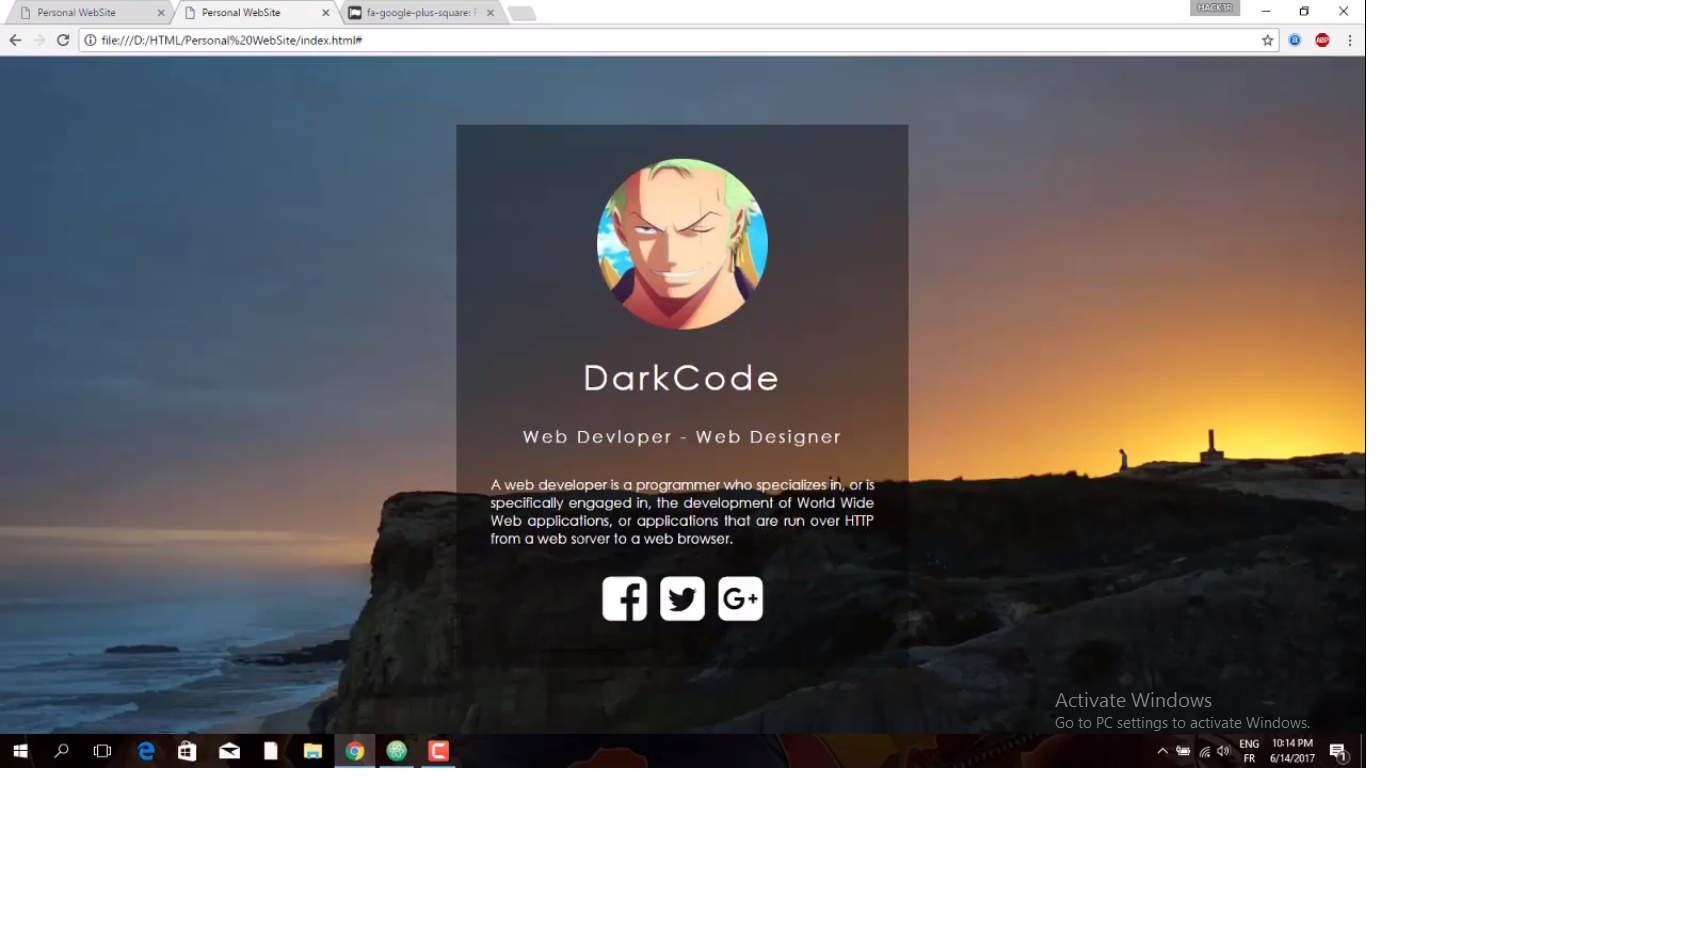 Personal WebSite
Personal WebSite
fa-google-plus-square: F
HACK3R
file:///D:/HTML/Personal%20WebSite/index.html#
ABP
DarkCode
Web Devloper - Web Designer
A web developer is a programmer who specializes in, or is
specifically engaged in, the development of World Wide
Web applications, or applications that are run over HTTP
from a web server to a web browser.
G+
Activate Windows
Go to PC settings to activate Windows.
ENG
FR
10:14 PM
6/14/2017
1